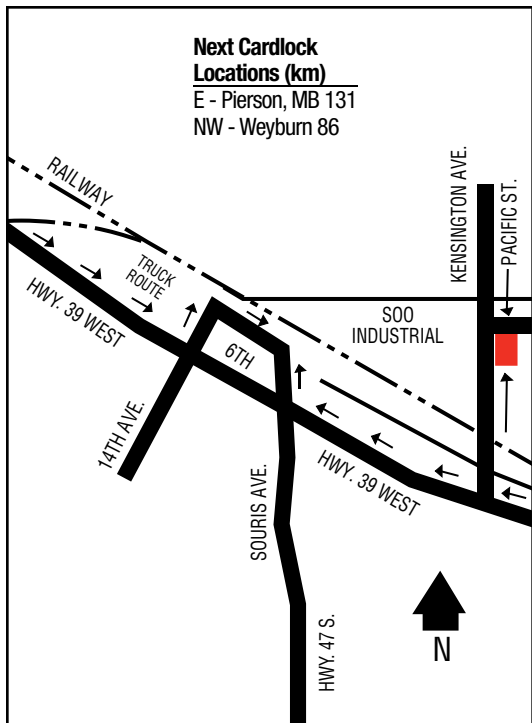 Next Cardlock
Locations (km)
E - Pierson, MB 131
NW - Weyburn 86
RAILWAY
KENSINGTON AVE.
PACIFIC ST.
TRUCK
ROUTE
HWY. 39 WEST
SOO
INDUSTRIAL
6TH
14TH AVE.
HWY. 39 WEST
SOURIS AVE.
HWY. 47 S.
N